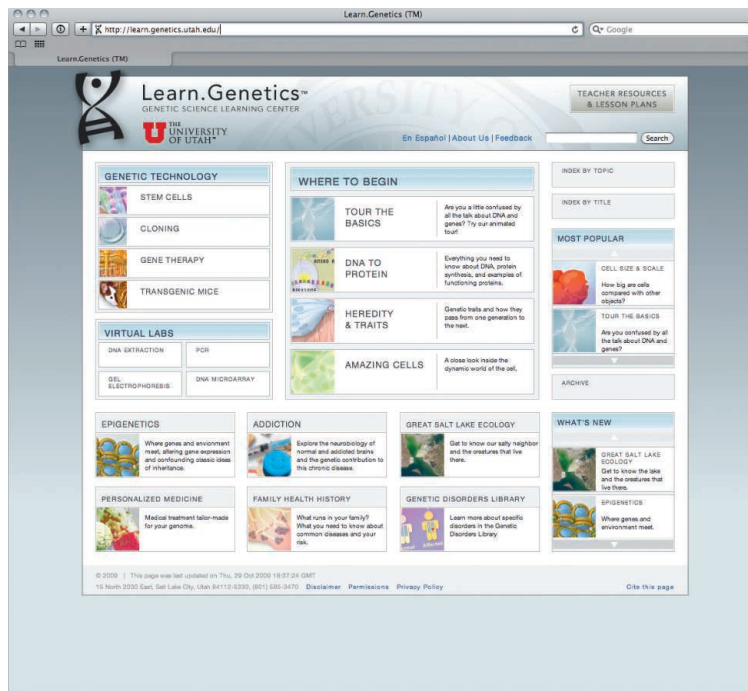 Learn.Genetics (TM)
http://learn.genetics.utah.edu/
Google
Learn.Genetics (TM)
Learn.Genetics™
GENETIC SCIENCE LEARNING CENTER
THE
UNIVERSITY
OF UTAH™
TEACHER RESOURCES
& LESSON PLANS
En Español | About Us | Feedback
Search
GENETIC TECHNOLOGY
STEM CELLS
CLONING
GENE THERAPY
TRANSGENIC MICE
VIRTUAL LABS
DNA EXTRACTION
PCR
GEL
ELECTROPHORESIS
DNA MICROARRAY
WHERE TO BEGIN
TOUR THE
BASICS
Are you a little confused by
all the talk about DNA and
genes? Try our animated
tour!
DNA TO
PROTEIN
Everything you need to
know about DNA, protein
synthesis, and examples of
functioning proteins.
HEREDITY
& TRAITS
Genetic traits and how they
pass from one generation to
the next.
AMAZING CELLS
A close look inside the
dynamic world of the cell.
INDEX BY TOPIC
INDEX BY TITLE
MOST POPULAR
CELL SIZE & SCALE
How big are cells
compared with other
objects?
TOUR THE BASICS
Are you confused by all
the talk about DNA and
genes?
ARCHIVE
EPIGENETICS
Where genes and environment
meet, altering gene expression
and confounding classic ideas
of inheritance.
ADDICTION
Explore the neurobiology of
normal and addicted brains
and the genetic contribution to
this chronic disease.
GREAT SALT LAKE ECOLOGY
Get to know our salty neighbor
and the creatures that live
there.
WHAT'S NEW
GREAT SALT LAKE
ECOLOGY
Get to know the lake
and the creatures that
live there.
EPIGENETICS
Where genes and
environment meet.
PERSONALIZED MEDICINE
Medical treatment tailor-made
for your genome.
FAMILY HEALTH HISTORY
What runs in your family?
What you need to know about
common diseases and your
risk.
GENETIC DISORDERS LIBRARY
Learn more about specific
disorders in the Genetic
Disorders Library
© 2009 | This page was last updated on Thu, 29 Oct 2009 18:37:24 GMT
15 North 2030 East, Salt Lake City, Utah 84112-5330, (801) 585-3470 Disclaimer Permissions Privacy Policy
Cite this page